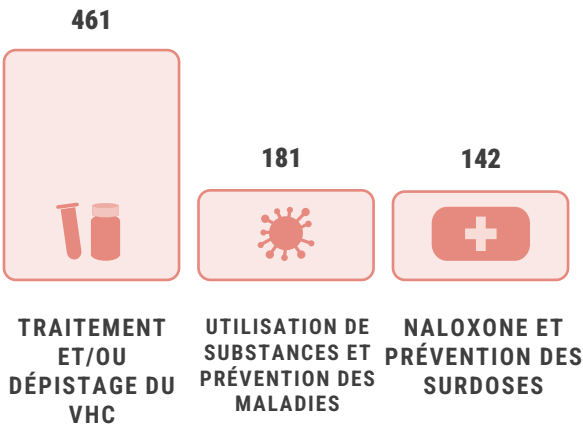 461
181
142
TRAITEMENT
ET/OU
DÉPISTAGE DU
VHC
UTILISATION DE
SUBSTANCES ET
PRÉVENTION DES
MALADIES
NALOXONE ET
PRÉVENTION DES
SURDOSES